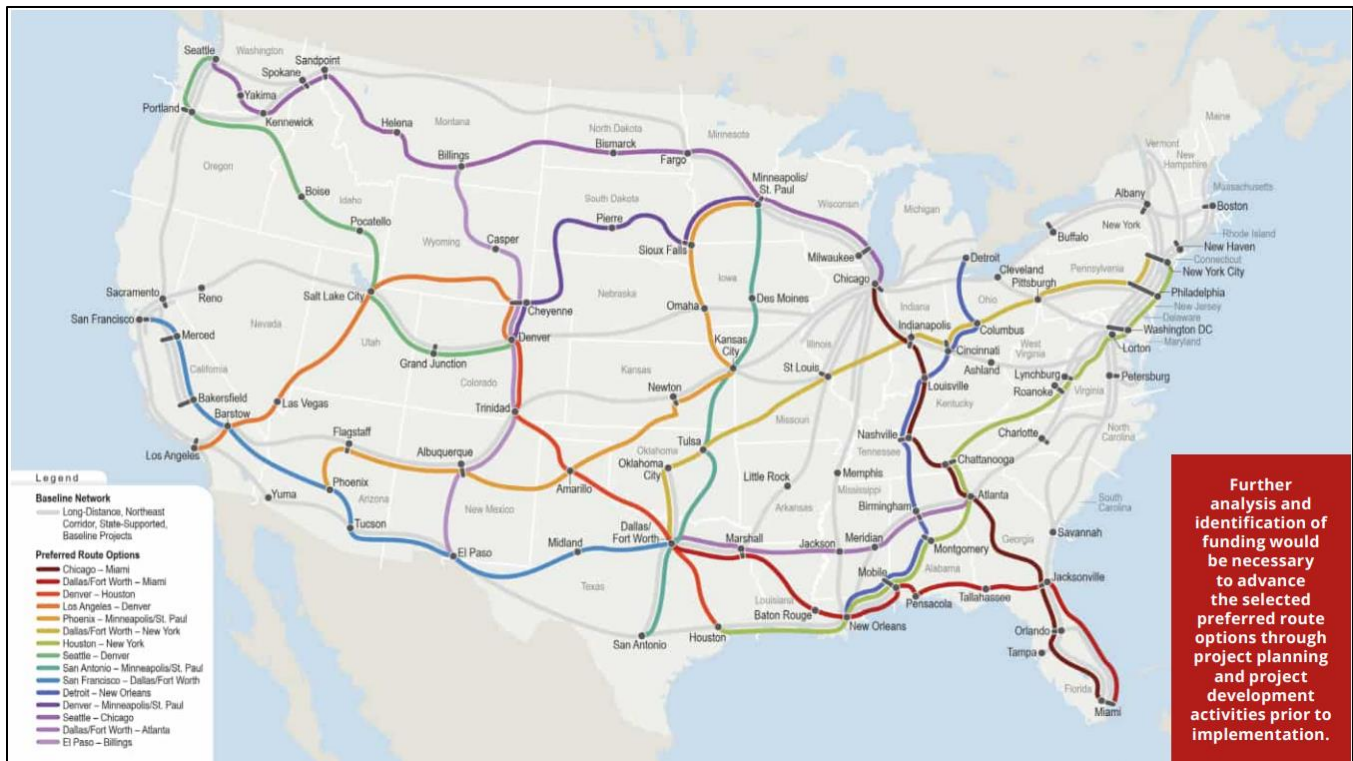 Seattle
Washington
Sandpoint
Spokane
Yakima
Portland
Kennewick
Helena
Montana
North Dakota
Minnesota
Maine
Billings
Bismarck
Fargo
Vermont
New
Hampshire
Oregon
Minneapolis/
St. Paul
Boise
Idaho
South Dakota
Wisconsin
Michigan
Albany
Massachusetts
Boston
Pocatello
Pierre
New York
Buffalo
Rhode Island
Wyoming
Casper
Sioux Falls
Milwaukee
Detroit
New Haven
Connecticut
Chicago
Cleveland
Pittsburgh
Pennsylvania
New York City
Sacramento
Reno
Salt Lake City
Nebraska
Iowa
Omaha
Des Moines
Indiana
Ohio
Philadelphia
New Jersey
San Francisco
Cheyenne
Indianapolis
Columbus
Delaware
Washington DC
Maryland
Merced
Nevada
Utah
Denver
Kansas
City
Illinois
Cincinnati
West
Virginia
Lorton
California
Grand Junction
Colorado
Kansas
St Louis
Ashland
Lynchburg
Petersburg
Bakersfield
Las Vegas
Newton
Louisville
Kentucky
Roanoke
Virginia
Barstow
Trinidad
Missouri
Flagstaff
Albuquerque
Oklahoma
Tulsa
Nashville
Tennessee
Charlotte
North
Carolina
Los Angeles
Oklahoma
City
Chattanooga
Phoenix
Arizona
Amarillo
Little Rock
Memphis
Mississippi
Yuma
New Mexico
Arkansas
Birmingham
Atlanta
South
Carolina
Tucson
El Paso
Midland
Dallas/
Fort Worth
Marshall
Jackson
Meridian
Montgomery
Georgia
Savannah
Texas
Alabama
Mobile
Louisiana
Baton Rouge
Pensacola
Tallahassee
Jacksonville
San Antonio
Houston
New Orleans
Orlando
Tampa
Florida
Miami
Legend
Baseline Network
Long-Distance, Northeast
Corridor, State-Supported,
Baseline Projects
Preferred Route Options
Chicago – Miami
Dallas/Fort Worth – Miami
Denver – Houston
Los Angeles – Denver
Phoenix – Minneapolis/St. Paul
Dallas/Fort Worth – New York
Houston – New York
Seattle – Denver
San Antonio – Minneapolis/St. Paul
San Francisco – Dallas/Fort Worth
Detroit – New Orleans
Denver – Minneapolis/St. Paul
Seattle – Chicago
Dallas/Fort Worth – Atlanta
El Paso – Billings
Further
analysis and
identification of
funding would
be necessary
to advance
the selected
preferred route
options through
project planning
and project
development
activities prior to
implementation.